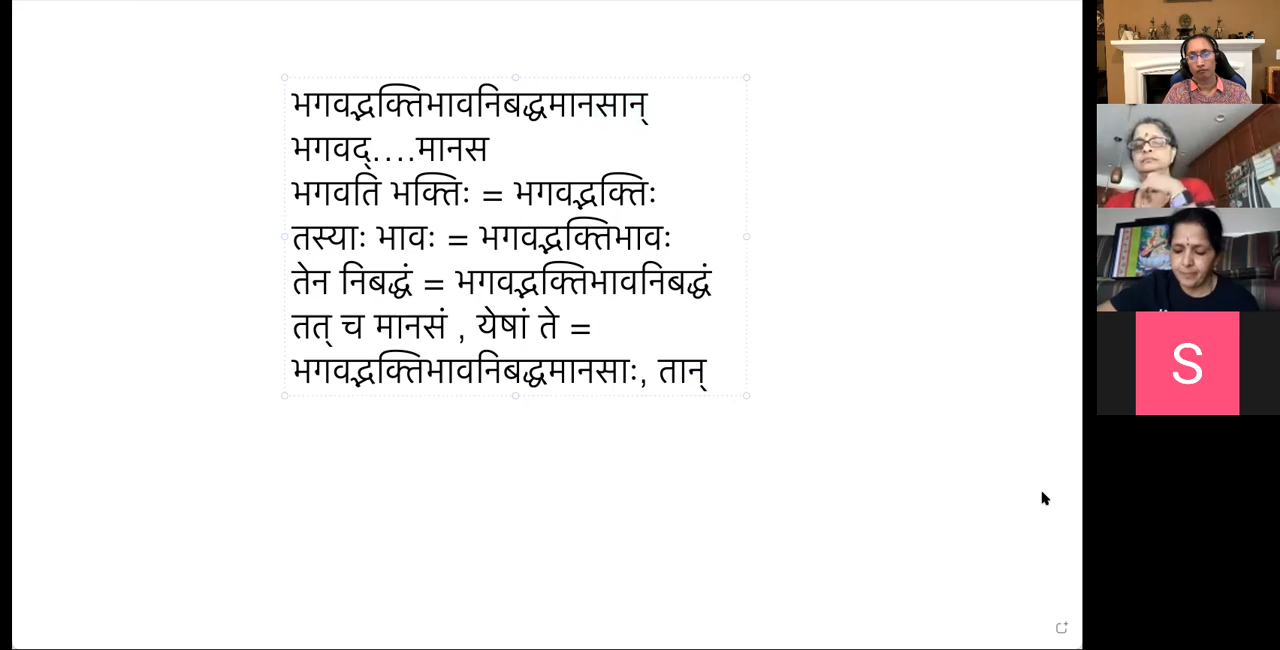 भगवद्भक्तिभावनिबद्धमानसान्
भगवद्....मानस
भगवति भक्तिः = भगवद्भक्तिः
तस्याः भावः = भगवद्भक्तिभावः
तेन निबद्धं = भगवद्भक्तिभावनिबद्धं
तत् च मानसं , येषां ते =
भगवद्भक्तिभावनिबद्धमानसाः, तान्
S